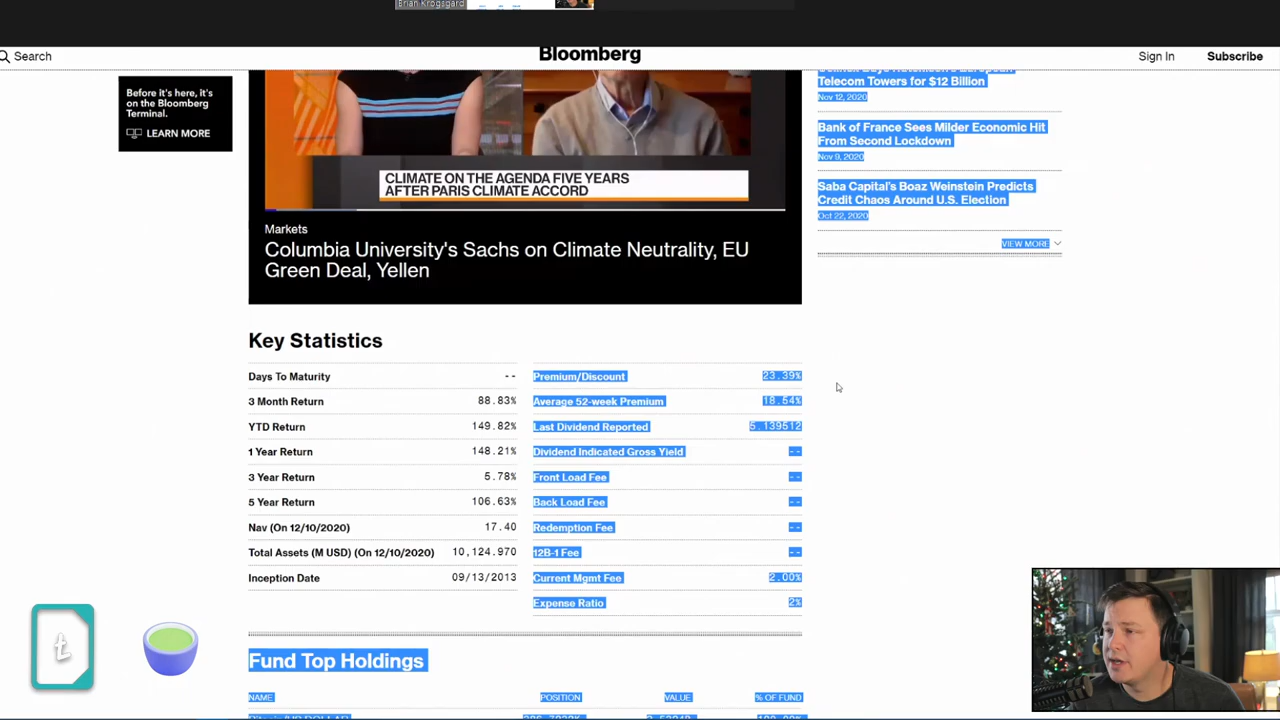 Brian Krogsgard
Search
Bloomberg
Sign In
Subscribe
Before it's here, it's
on the Bloomberg
Terminal.
LEARN MORE
CLIMATE ON THE AGENDA FIVE YEARS
AFTER PARIS CLIMATE ACCORD
Markets
Columbia University's Sachs on Climate Neutrality, EU
Green Deal, Yellen
Telecom Towers for $12 Billion
Nov 12, 2020
Bank of France Sees Milder Economic Hit
From Second Lockdown
Nov 9, 2020
Saba Capital's Boaz Weinstein Predicts
Credit Chaos Around U.S. Election
Oct 22, 2020
VIEW MORE
Key Statistics
Days To Maturity --
3 Month Return 88.83%
YTD Return 149.82%
1 Year Return 148.21%
3 Year Return 5.78%
5 Year Return 106.63%
Nav (On 12/10/2020) 17.40
Total Assets (M USD) (On 12/10/2020) 10,124.970
Inception Date 09/13/2013
Premium/Discount 23.39%
Average 52-week Premium 18.54%
Last Dividend Reported 5.139512
Dividend Indicated Gross Yield --
Front Load Fee --
Back Load Fee --
Redemption Fee --
12B-1 Fee --
Current Mgmt Fee 2.00%
Expense Ratio 2%
Fund Top Holdings
NAME POSITION VALUE % OF FUND
t